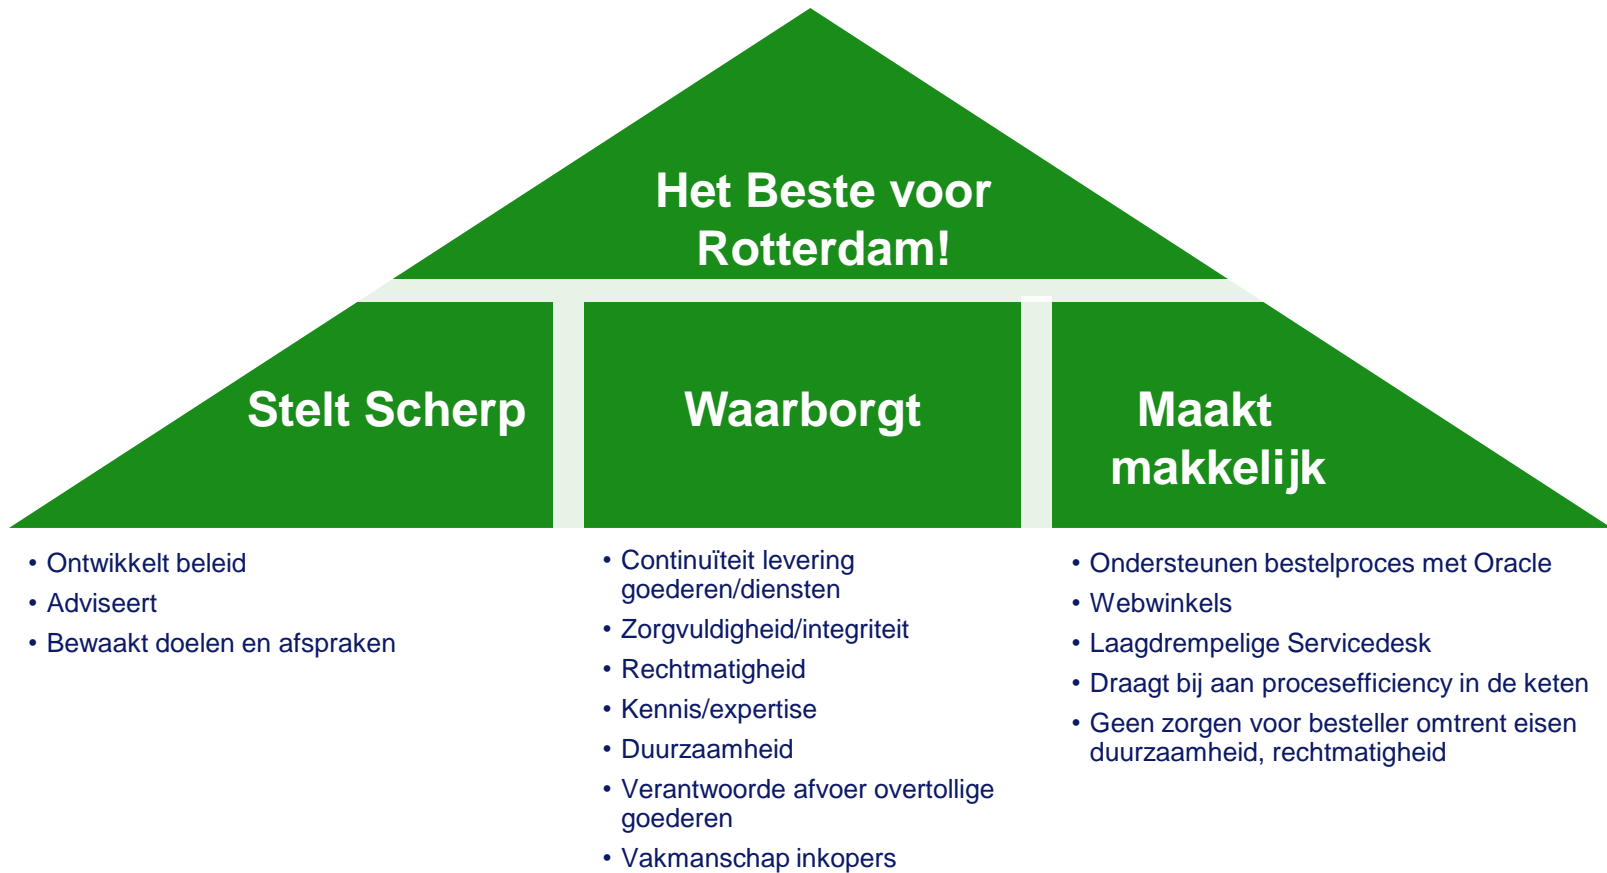 Het Beste voor
Rotterdam!
Stelt Scherp
Waarborgt
Maakt
makkelijk
• Ontwikkelt beleid
• Adviseert
• Bewaakt doelen en afspraken
• Continuïteit levering
goederen/diensten
• Zorgvuldigheid/integriteit
• Rechtmatigheid
• Kennis/expertise
• Duurzaamheid
• Verantwoorde afvoer overtollige
goederen
• Vakmanschap inkopers
• Ondersteunen bestelproces met Oracle
• Webwinkels
• Laagdrempelige Servicedesk
• Draagt bij aan procesefficiency in de keten
• Geen zorgen voor besteller omtrent eisen
duurzaamheid, rechtmatigheid